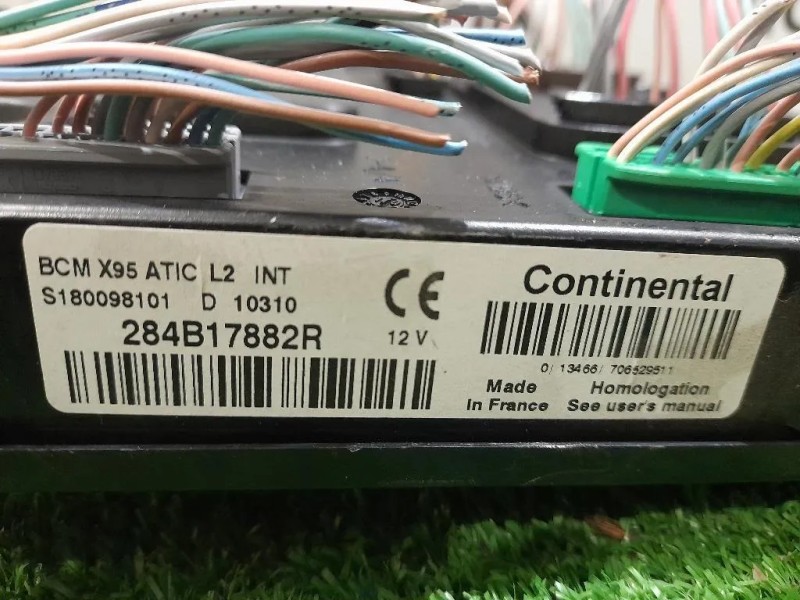 BCM X95 ATIC L2 INT
S180098101 D 10310
284B17882R
12 V
CE
Continental
0/ 13466/ 706529511
Made
In France
Homologation
See user's manual